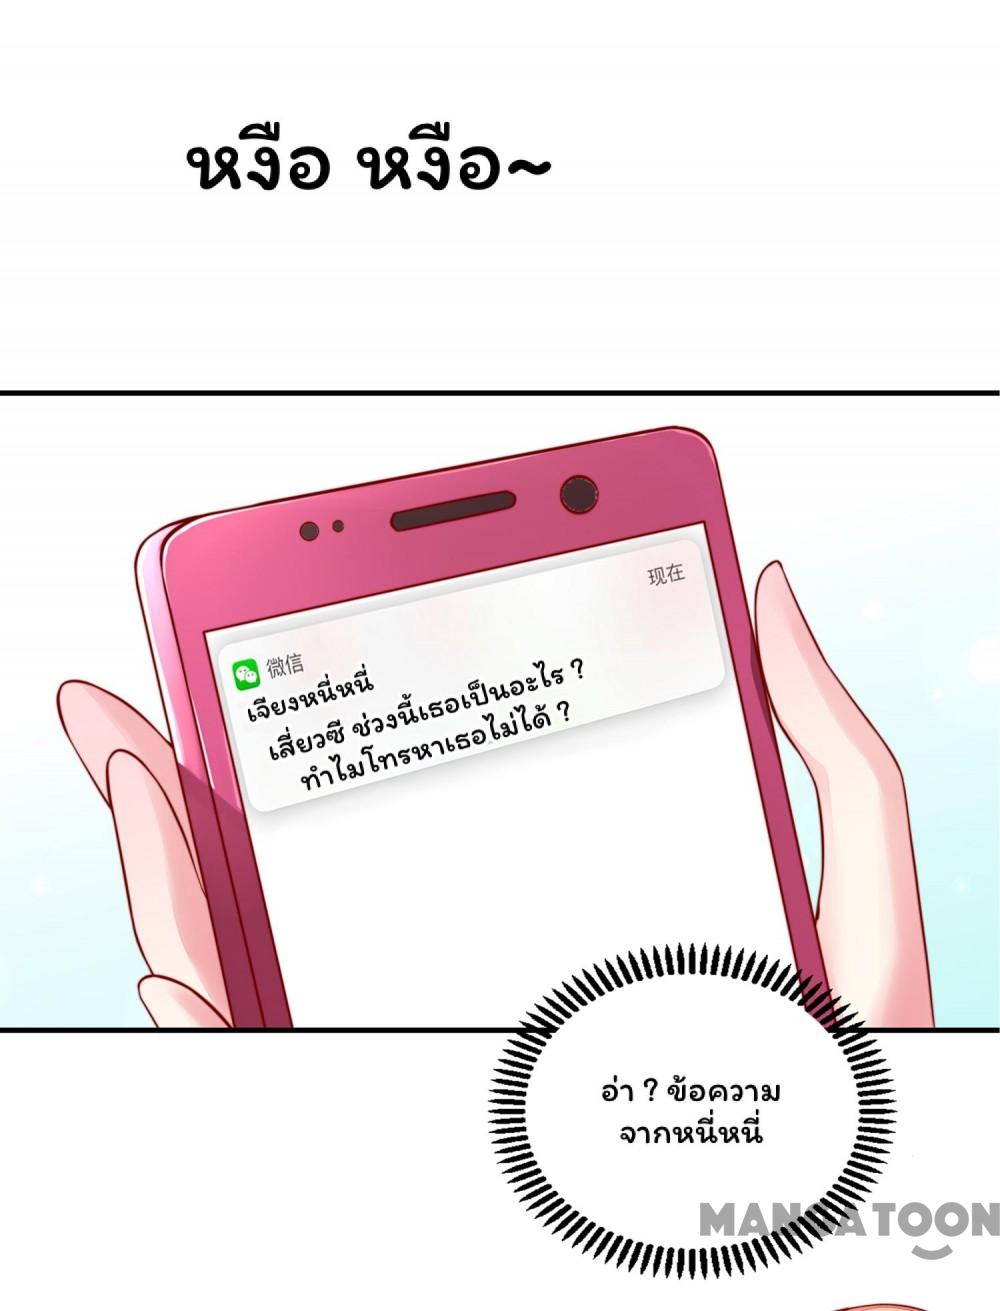 หงือ หงือ~
现在
微信
เจียงหนี่หนี่
เสี่ยวซี ช่วงนี้เธอเป็นอะไร ?
ทำไมโทรหาเธอไม่ได้ ?
อ๋า ? ข้อความ
จากหนี่หนี่
MANGATOON